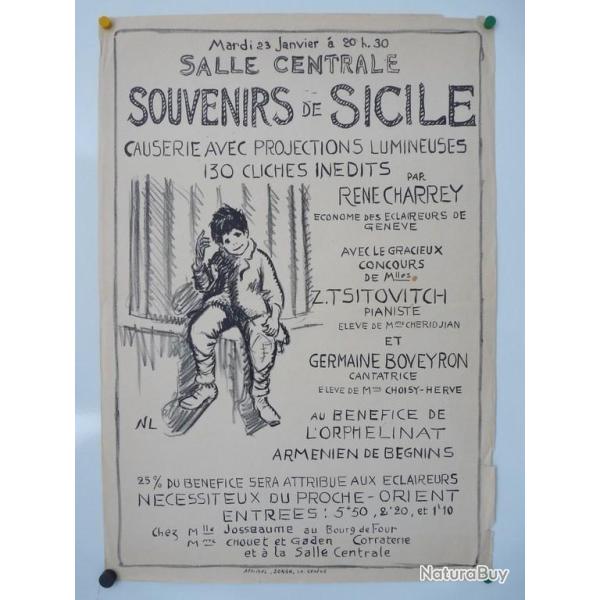 Mardi 23 Janvier à 20 h. 30
SALLE CENTRALE
SOUVENIRS DE SICILE
CAUSERIE AVEC PROJECTIONS LUMINEUSES
130 CLICHES INEDITS
PAR
RENE CHARREY
ECONOME DES ECLAIREURS DE
GENEVE
AVEC LE GRACIEUX
CONCOURS
DE Mlles
Z. TSITOVITCH
PIANISTE
ELEVE DE Mme CHERIDJIAN
ET
GERMAINE BOVEYRON
CANTATRICE
ELEVE DE Mme CHOISY-HERVE
NL
AU BENEFICE DE
L'ORPHELINAT
ARMENIEN DE BEGNINS
25% DU BENEFICE SERA ATTRIBUE AUX ECLAIREURS
NECESSITEUX DU PROCHE-ORIENT
ENTREES: 5.50, 2.20, et 1.10
Chez Mlle JOSSBAUME au Bourg de Four
Mme CHOUET et Gaden Corraterie
et à la Salle Centrale
NaturaBuy